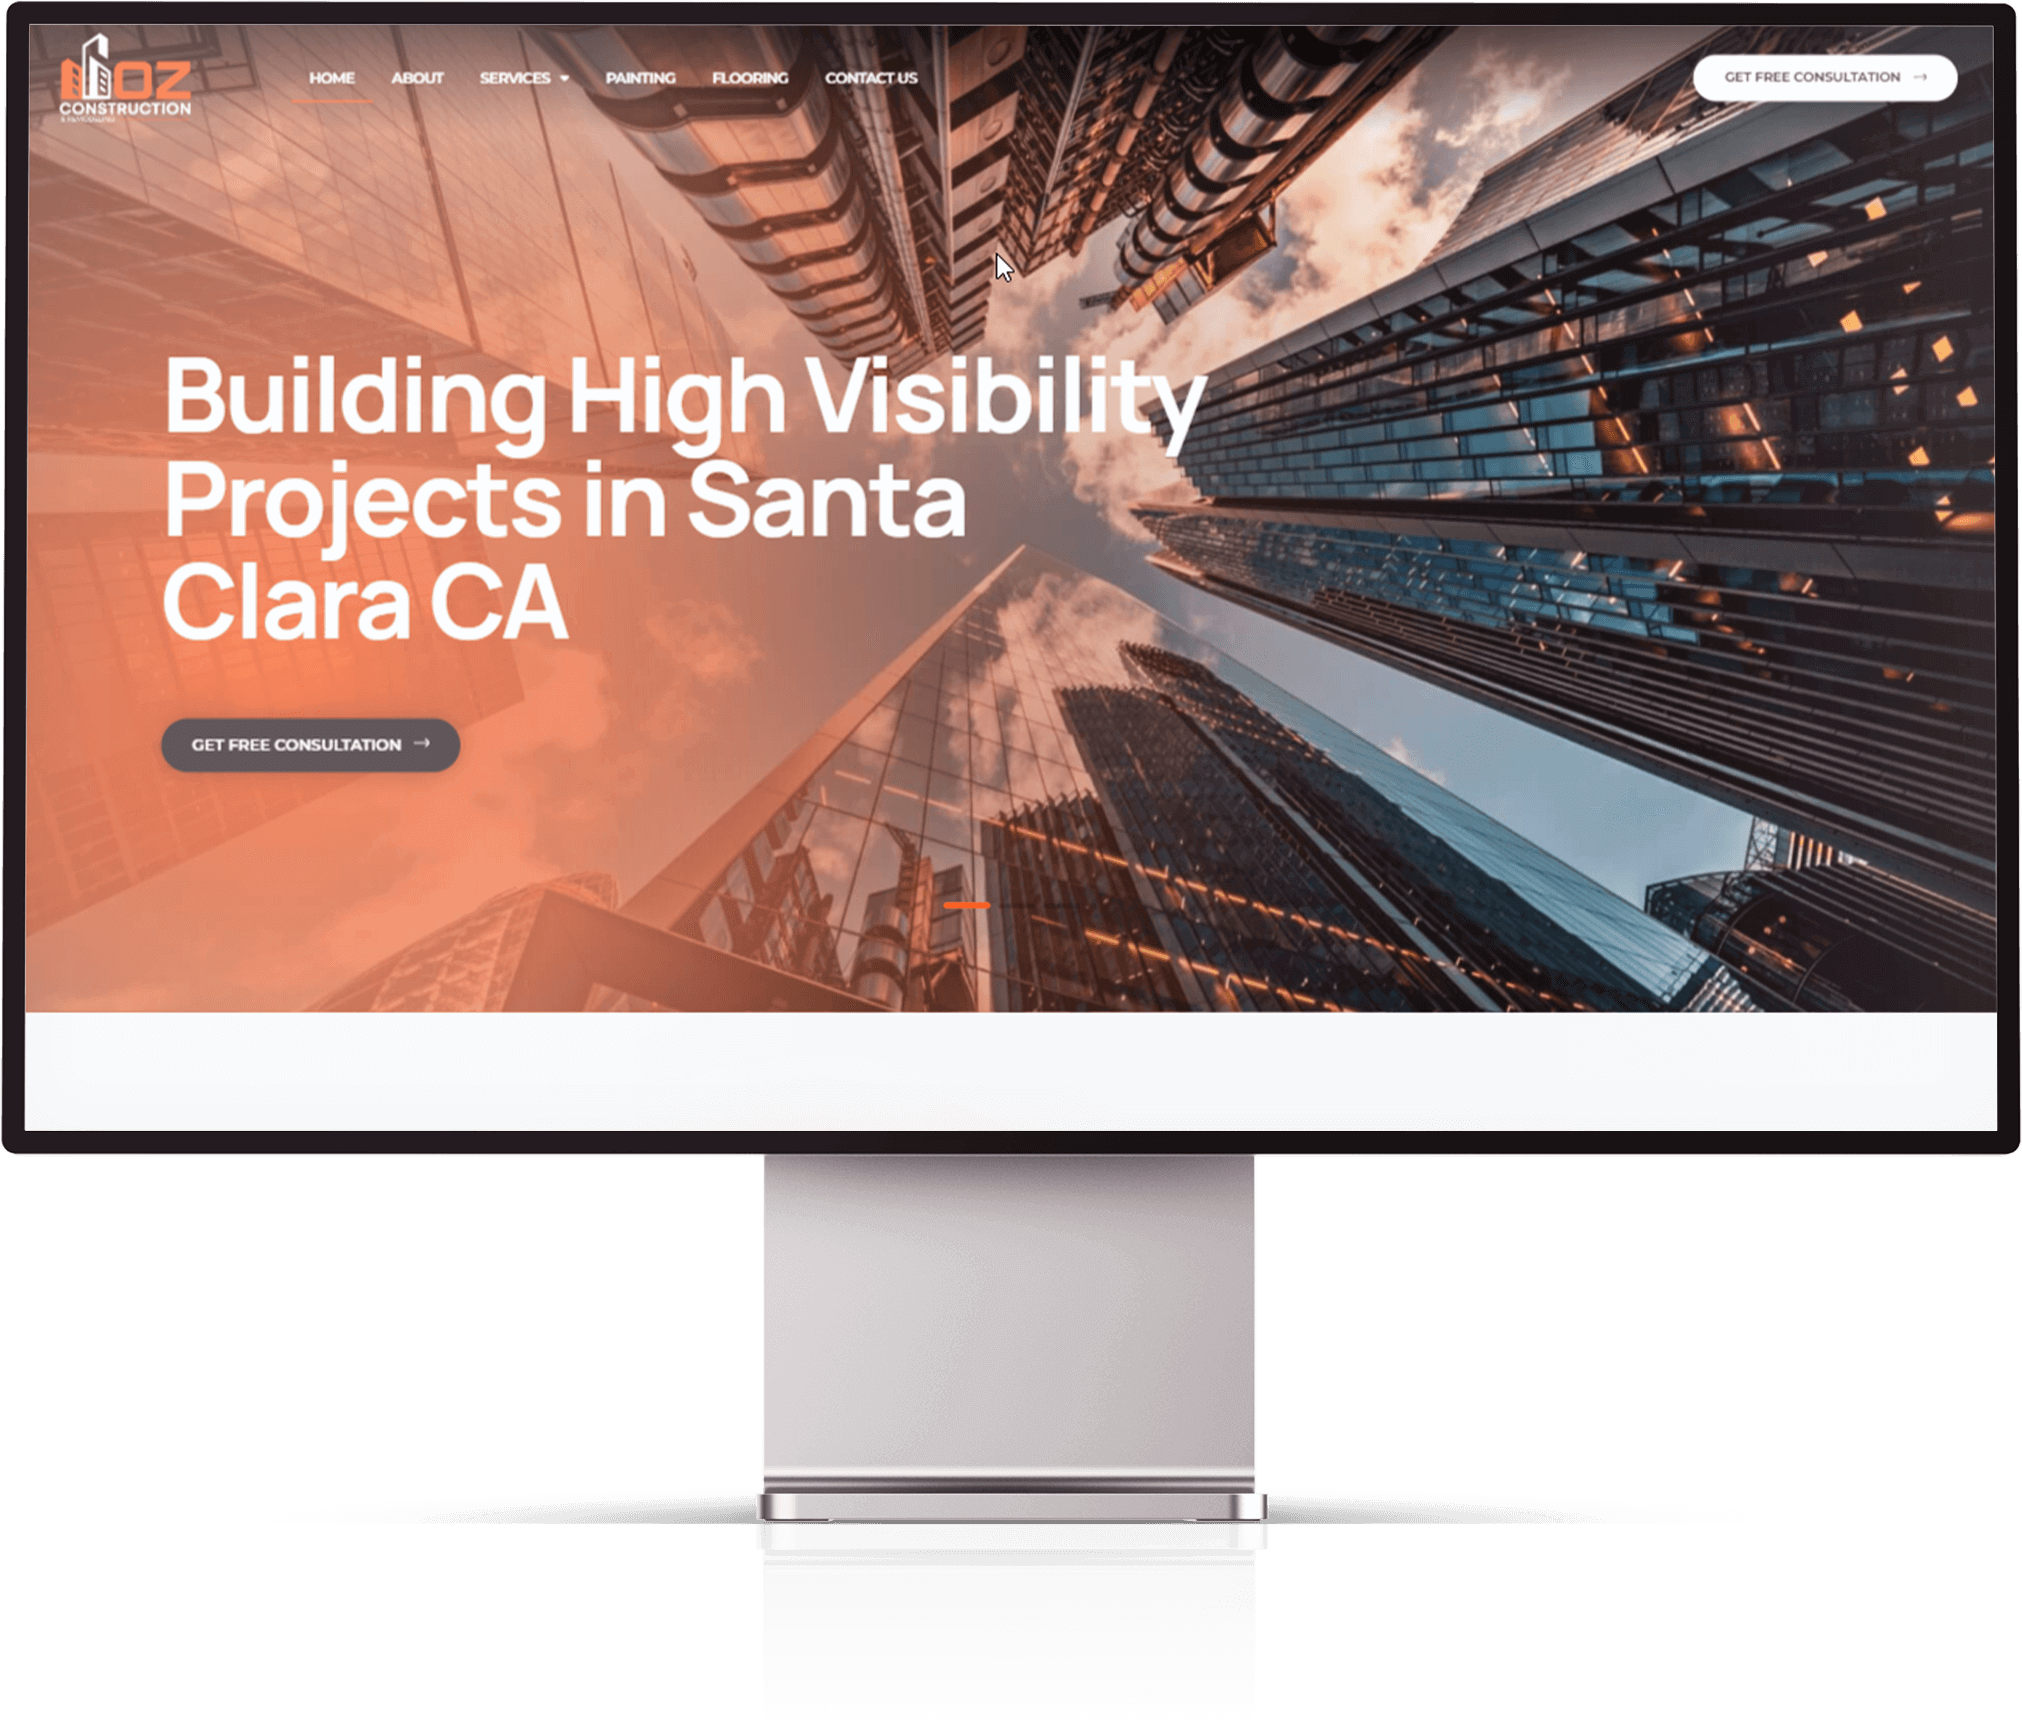 OZ
CONSTRUCTION
& REMODELING
HOME ABOUT SERVICES PAINTING FLOORING CONTACT US
GET FREE CONSULTATION →
Building High Visibility
Projects in Santa
Clara CA
GET FREE CONSULTATION →